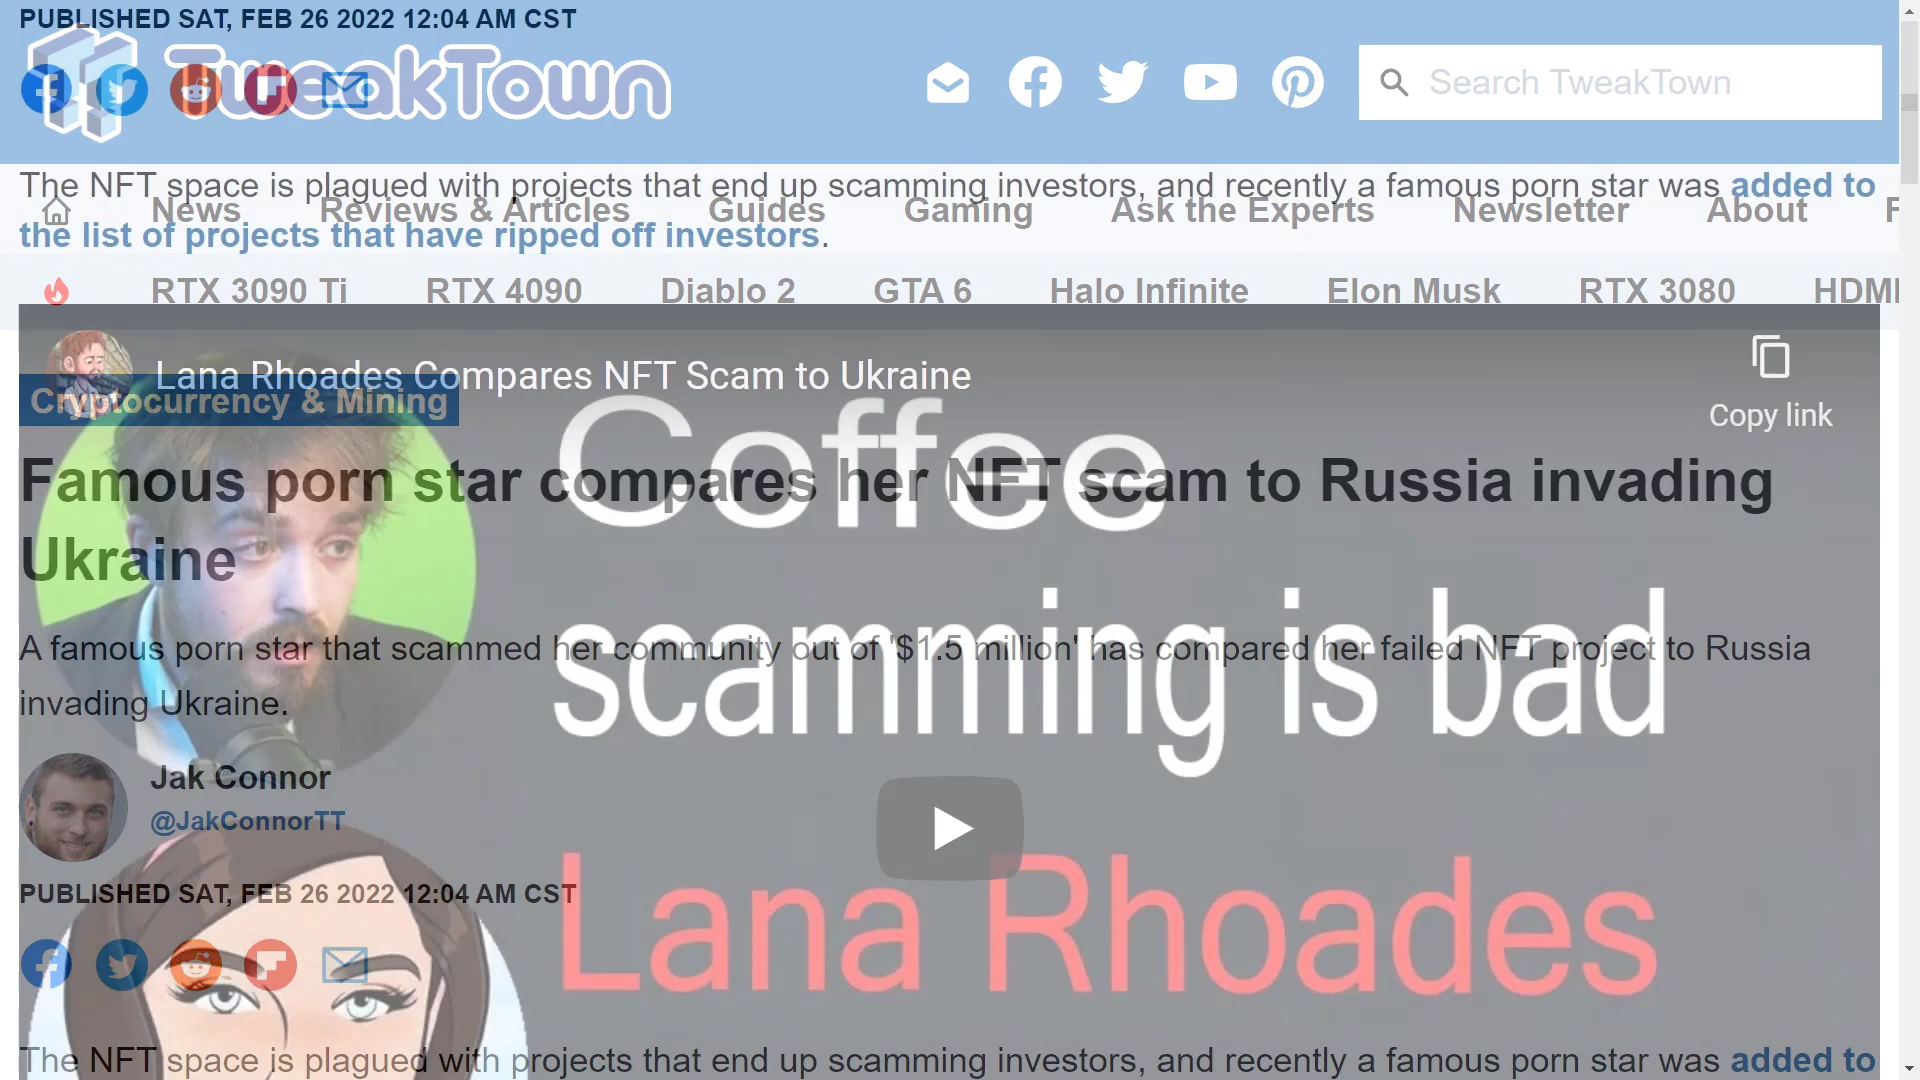 PUBLISHED SAT, FEB 26 2022 12:04 AM CST
TweakTown
Search TweakTown
The NFT space is plagued with projects that end up scamming investors, and recently a famous porn star was added to
the list of projects that have ripped off investors.
News Reviews & Articles Guides Gaming Ask the Experts Newsletter About F
RTX 3090 Ti RTX 4090 Diablo 2 GTA 6 Halo Infinite Elon Musk RTX 3080 HDMI
Lana Rhoades Compares NFT Scam to Ukraine
Copy link
Cryptocurrency & Mining
Coffee
Famous porn star compares her NFT scam to Russia invading
Ukraine
scamming is bad
A famous porn star that scammed her community out of '$1.5 million' has compared her failed NFT project to Russia
invading Ukraine.
Jak Connor
@JakConnorTT
Lana Rhoades
PUBLISHED SAT, FEB 26 2022 12:04 AM CST
The NFT space is plagued with projects that end up scamming investors, and recently a famous porn star was added to